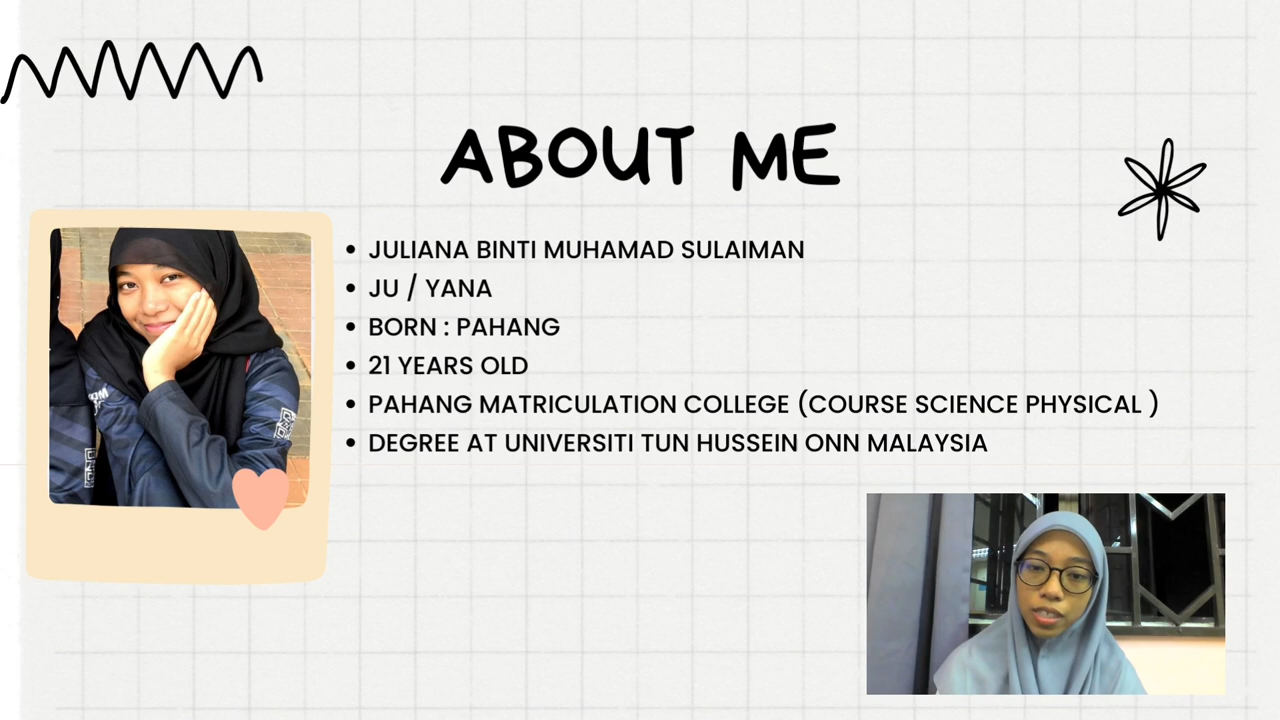 ABOUT ME
JULIANA BINTI MUHAMAD SULAIMAN
JU / YANA
BORN : PAHANG
21 YEARS OLD
PAHANG MATRICULATION COLLEGE (COURSE SCIENCE PHYSICAL )
DEGREE AT UNIVERSITI TUN HUSSEIN ONN MALAYSIA